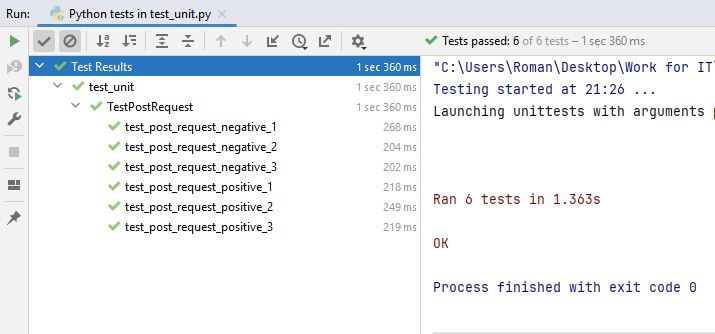 Run: Python tests in test_unit.py
Tests passed: 6 of 6 tests – 1 sec 360 ms
Test Results 1 sec 360 ms
test_unit 1 sec 360 ms
TestPostRequest 1 sec 360 ms
test_post_request_negative_1 268 ms
test_post_request_negative_2 204 ms
test_post_request_negative_3 202 ms
test_post_request_positive_1 218 ms
test_post_request_positive_2 249 ms
test_post_request_positive_3 219 ms
"C:\Users\Roman\Desktop\Work for IT\
Testing started at 21:26 ...
Launching unittests with arguments p
Ran 6 tests in 1.363s
OK
Process finished with exit code 0